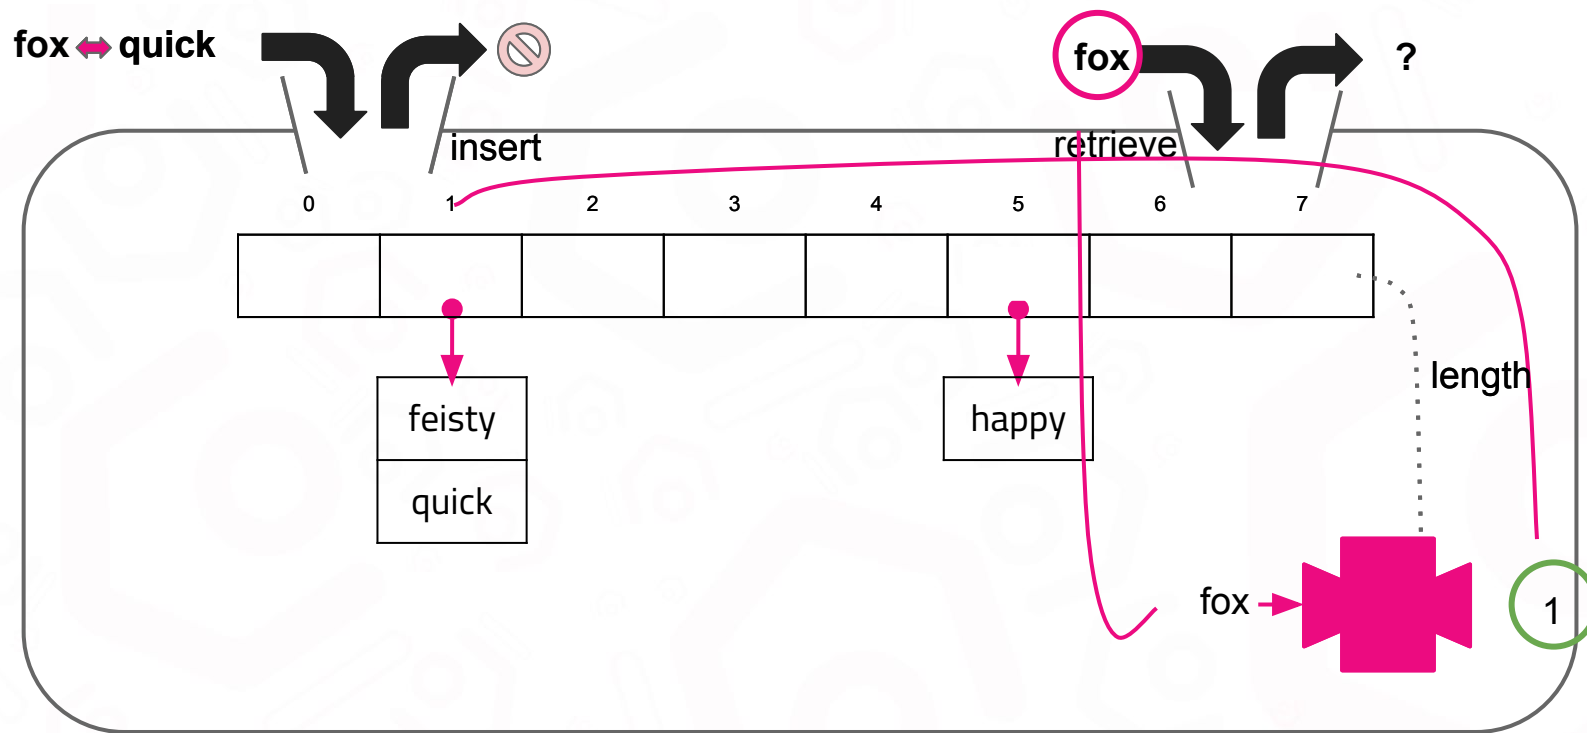 fox quick
fox
?
insert
retrieve
0 1 2 3 4 5 6 7
length
feisty
happy
quick
fox
1